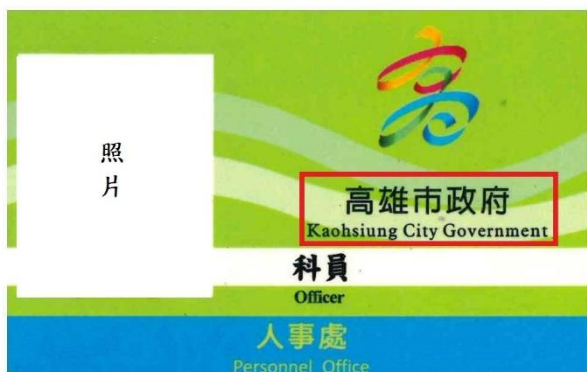 照
片
高雄市政府
Kaohsiung City Government
科員
Officer
人事處
Personnel Office